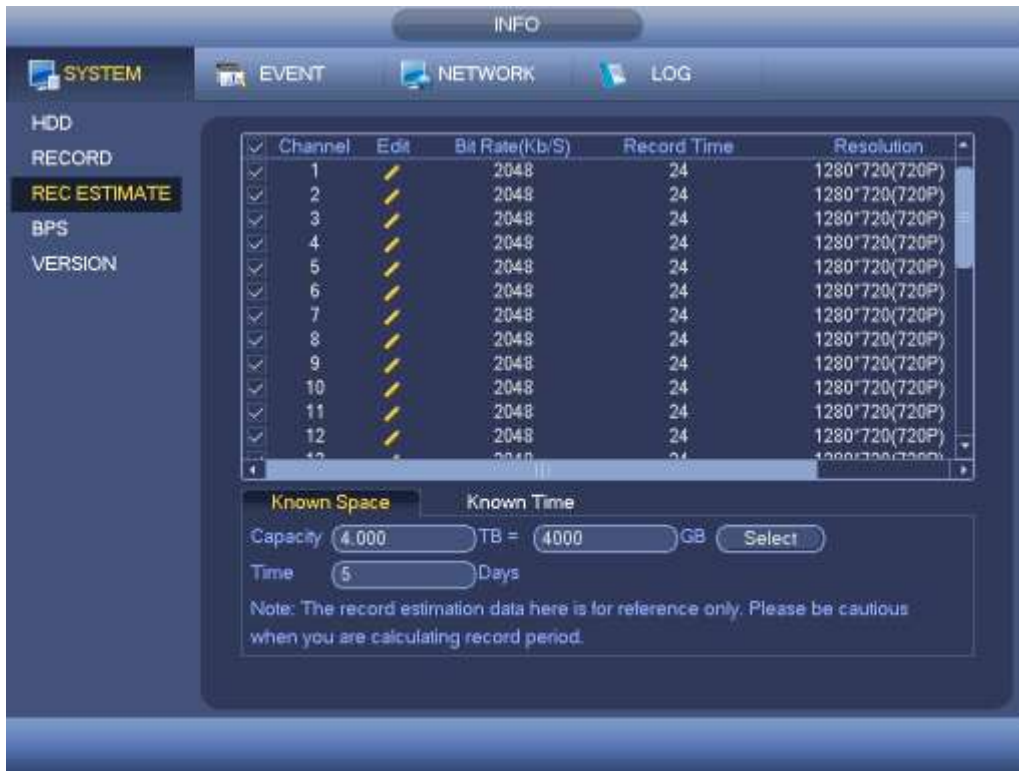 INFO
SYSTEM EVENT NETWORK LOG
HDD
RECORD
REC ESTIMATE
BPS
VERSION
Channel Edit Bit Rate(Kb/S) Record Time Resolution
1 2048 24 1280*720(720P)
2 2048 24 1280*720(720P)
3 2048 24 1280*720(720P)
4 2048 24 1280*720(720P)
5 2048 24 1280*720(720P)
6 2048 24 1280*720(720P)
7 2048 24 1280*720(720P)
8 2048 24 1280*720(720P)
9 2048 24 1280*720(720P)
10 2048 24 1280*720(720P)
11 2048 24 1280*720(720P)
12 2048 24 1280*720(720P)
Known Space Known Time
Capacity 4.000 TB = 4000 GB Select
Time 5 Days
Note: The record estimation data here is for reference only. Please be cautious
when you are calculating record period.